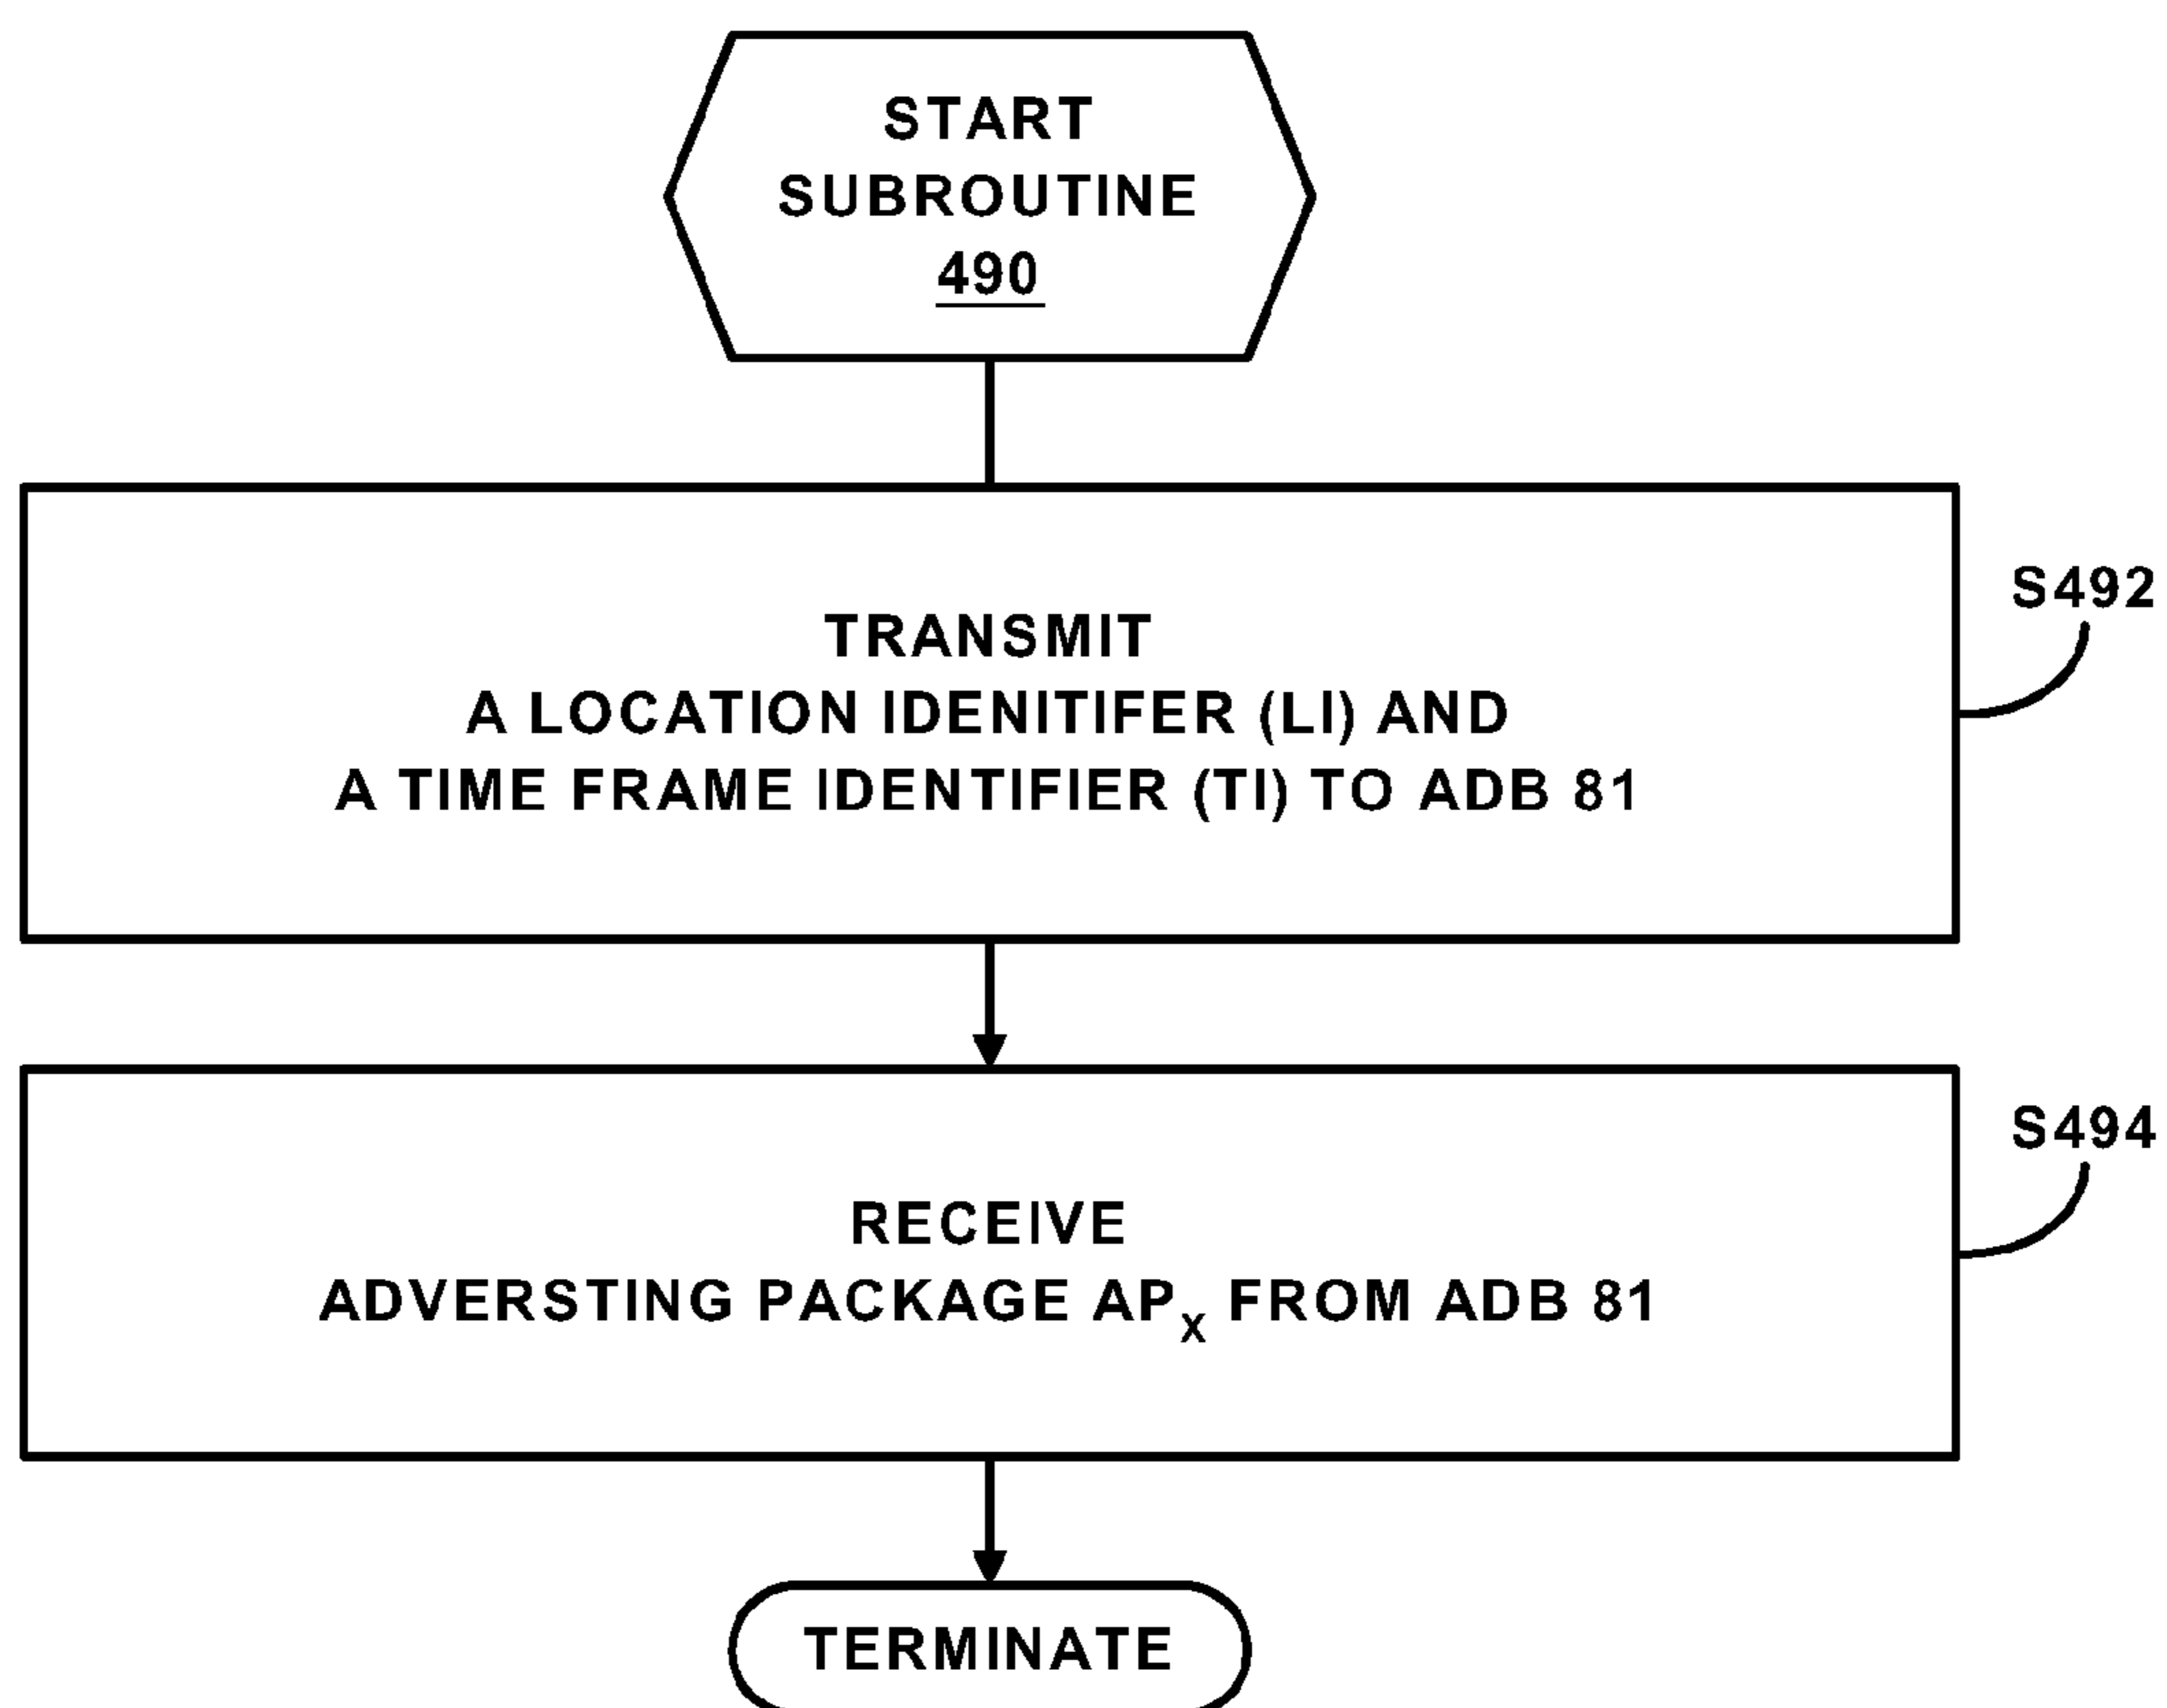 START
SUBROUTINE
490
S492
TRANSMIT
A LOCATION IDENITIFER (LI) AND
A TIME FRAME IDENTIFIER (TI) TO ADB 81
S494
RECEIVE
ADVERSTING PACKAGE APX FROM ADB 81
TERMINATE